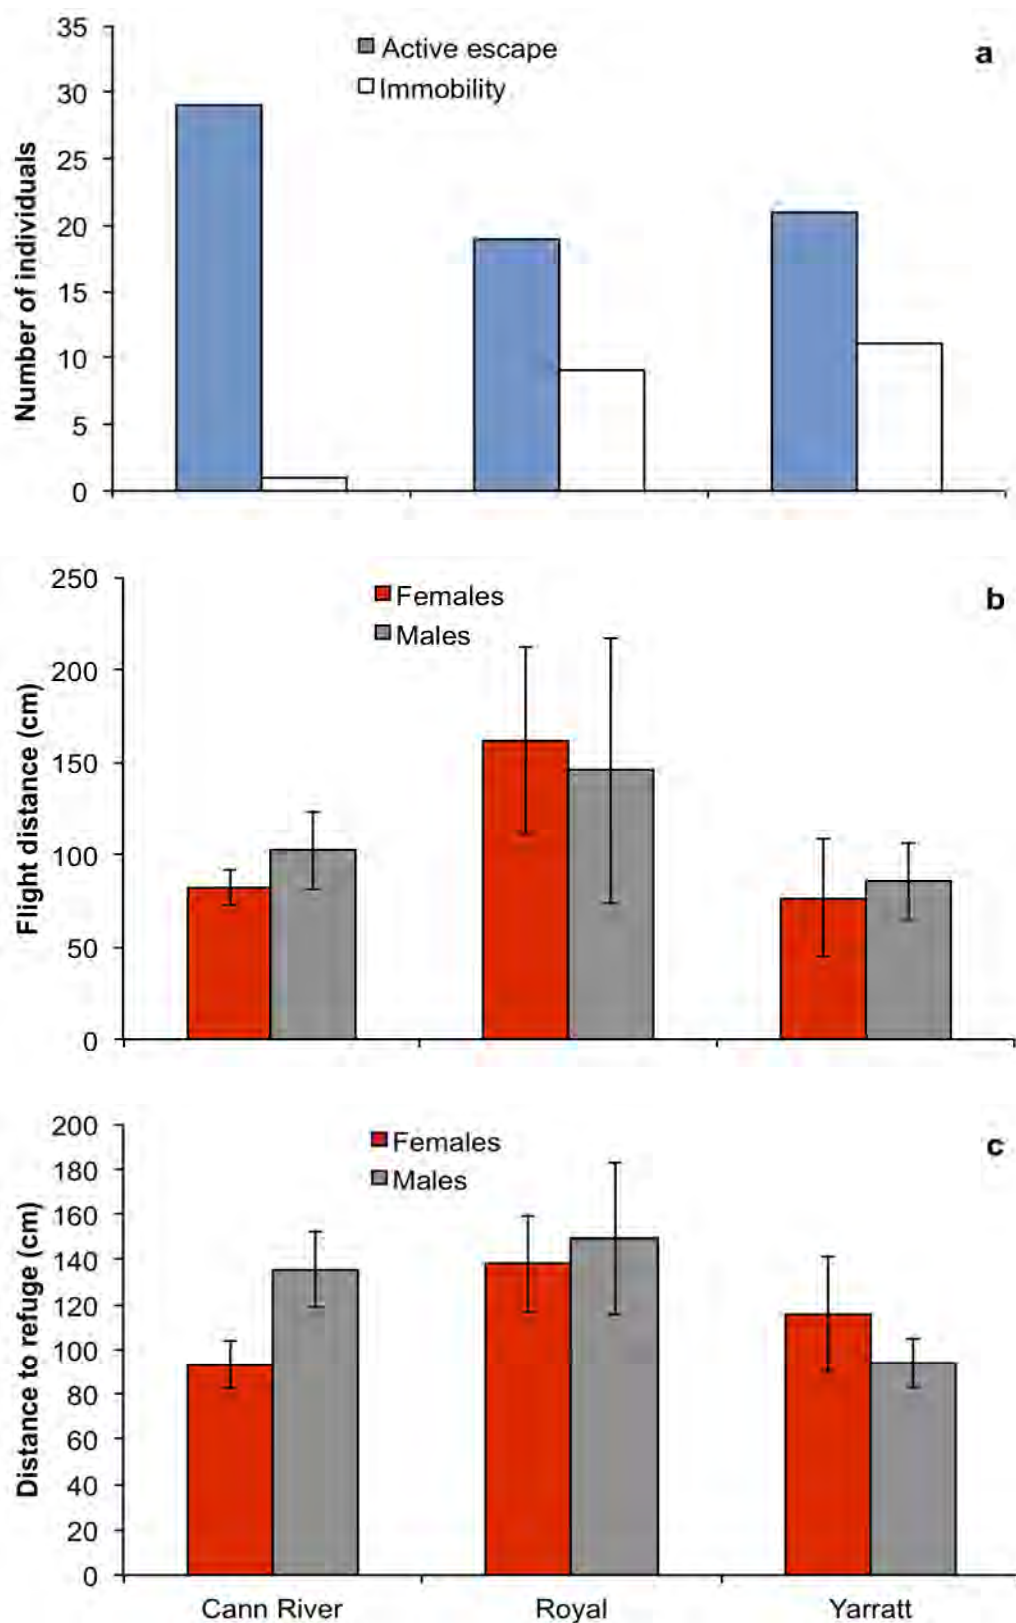 35
30
25
20
15
10
5
0
Number of individuals
Active escape
Immobility
a
250
200
150
100
50
0
Flight distance (cm)
Females
Males
b
200
180
160
140
120
100
80
60
40
20
0
Distance to refuge (cm)
Females
Males
c
Cann River Royal Yarratt